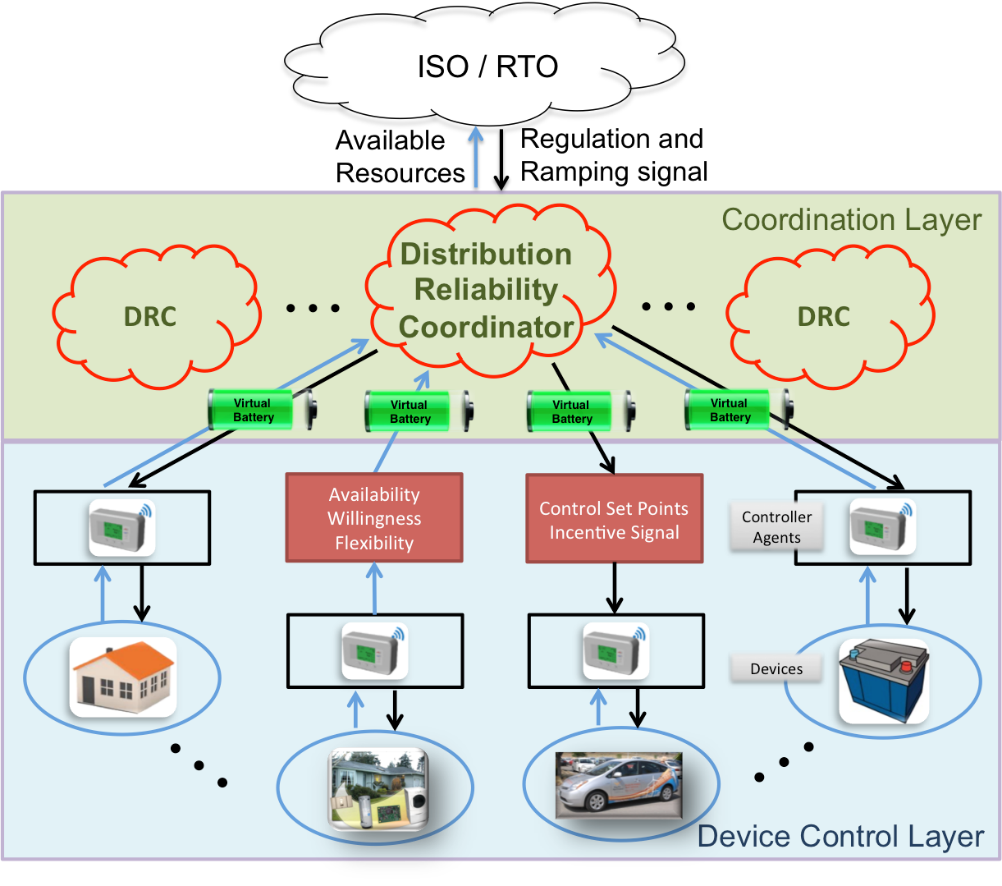 ISO / RTO
Available
Resources
Regulation and
Ramping signal
Coordination Layer
Distribution
Reliability
Coordinator
DRC
DRC
Virtual
Battery
Virtual
Battery
Virtual
Battery
Virtual
Battery
Availability
Willingness
Flexibility
Control Set Points
Incentive Signal
Controller
Agents
Devices
Device Control Layer